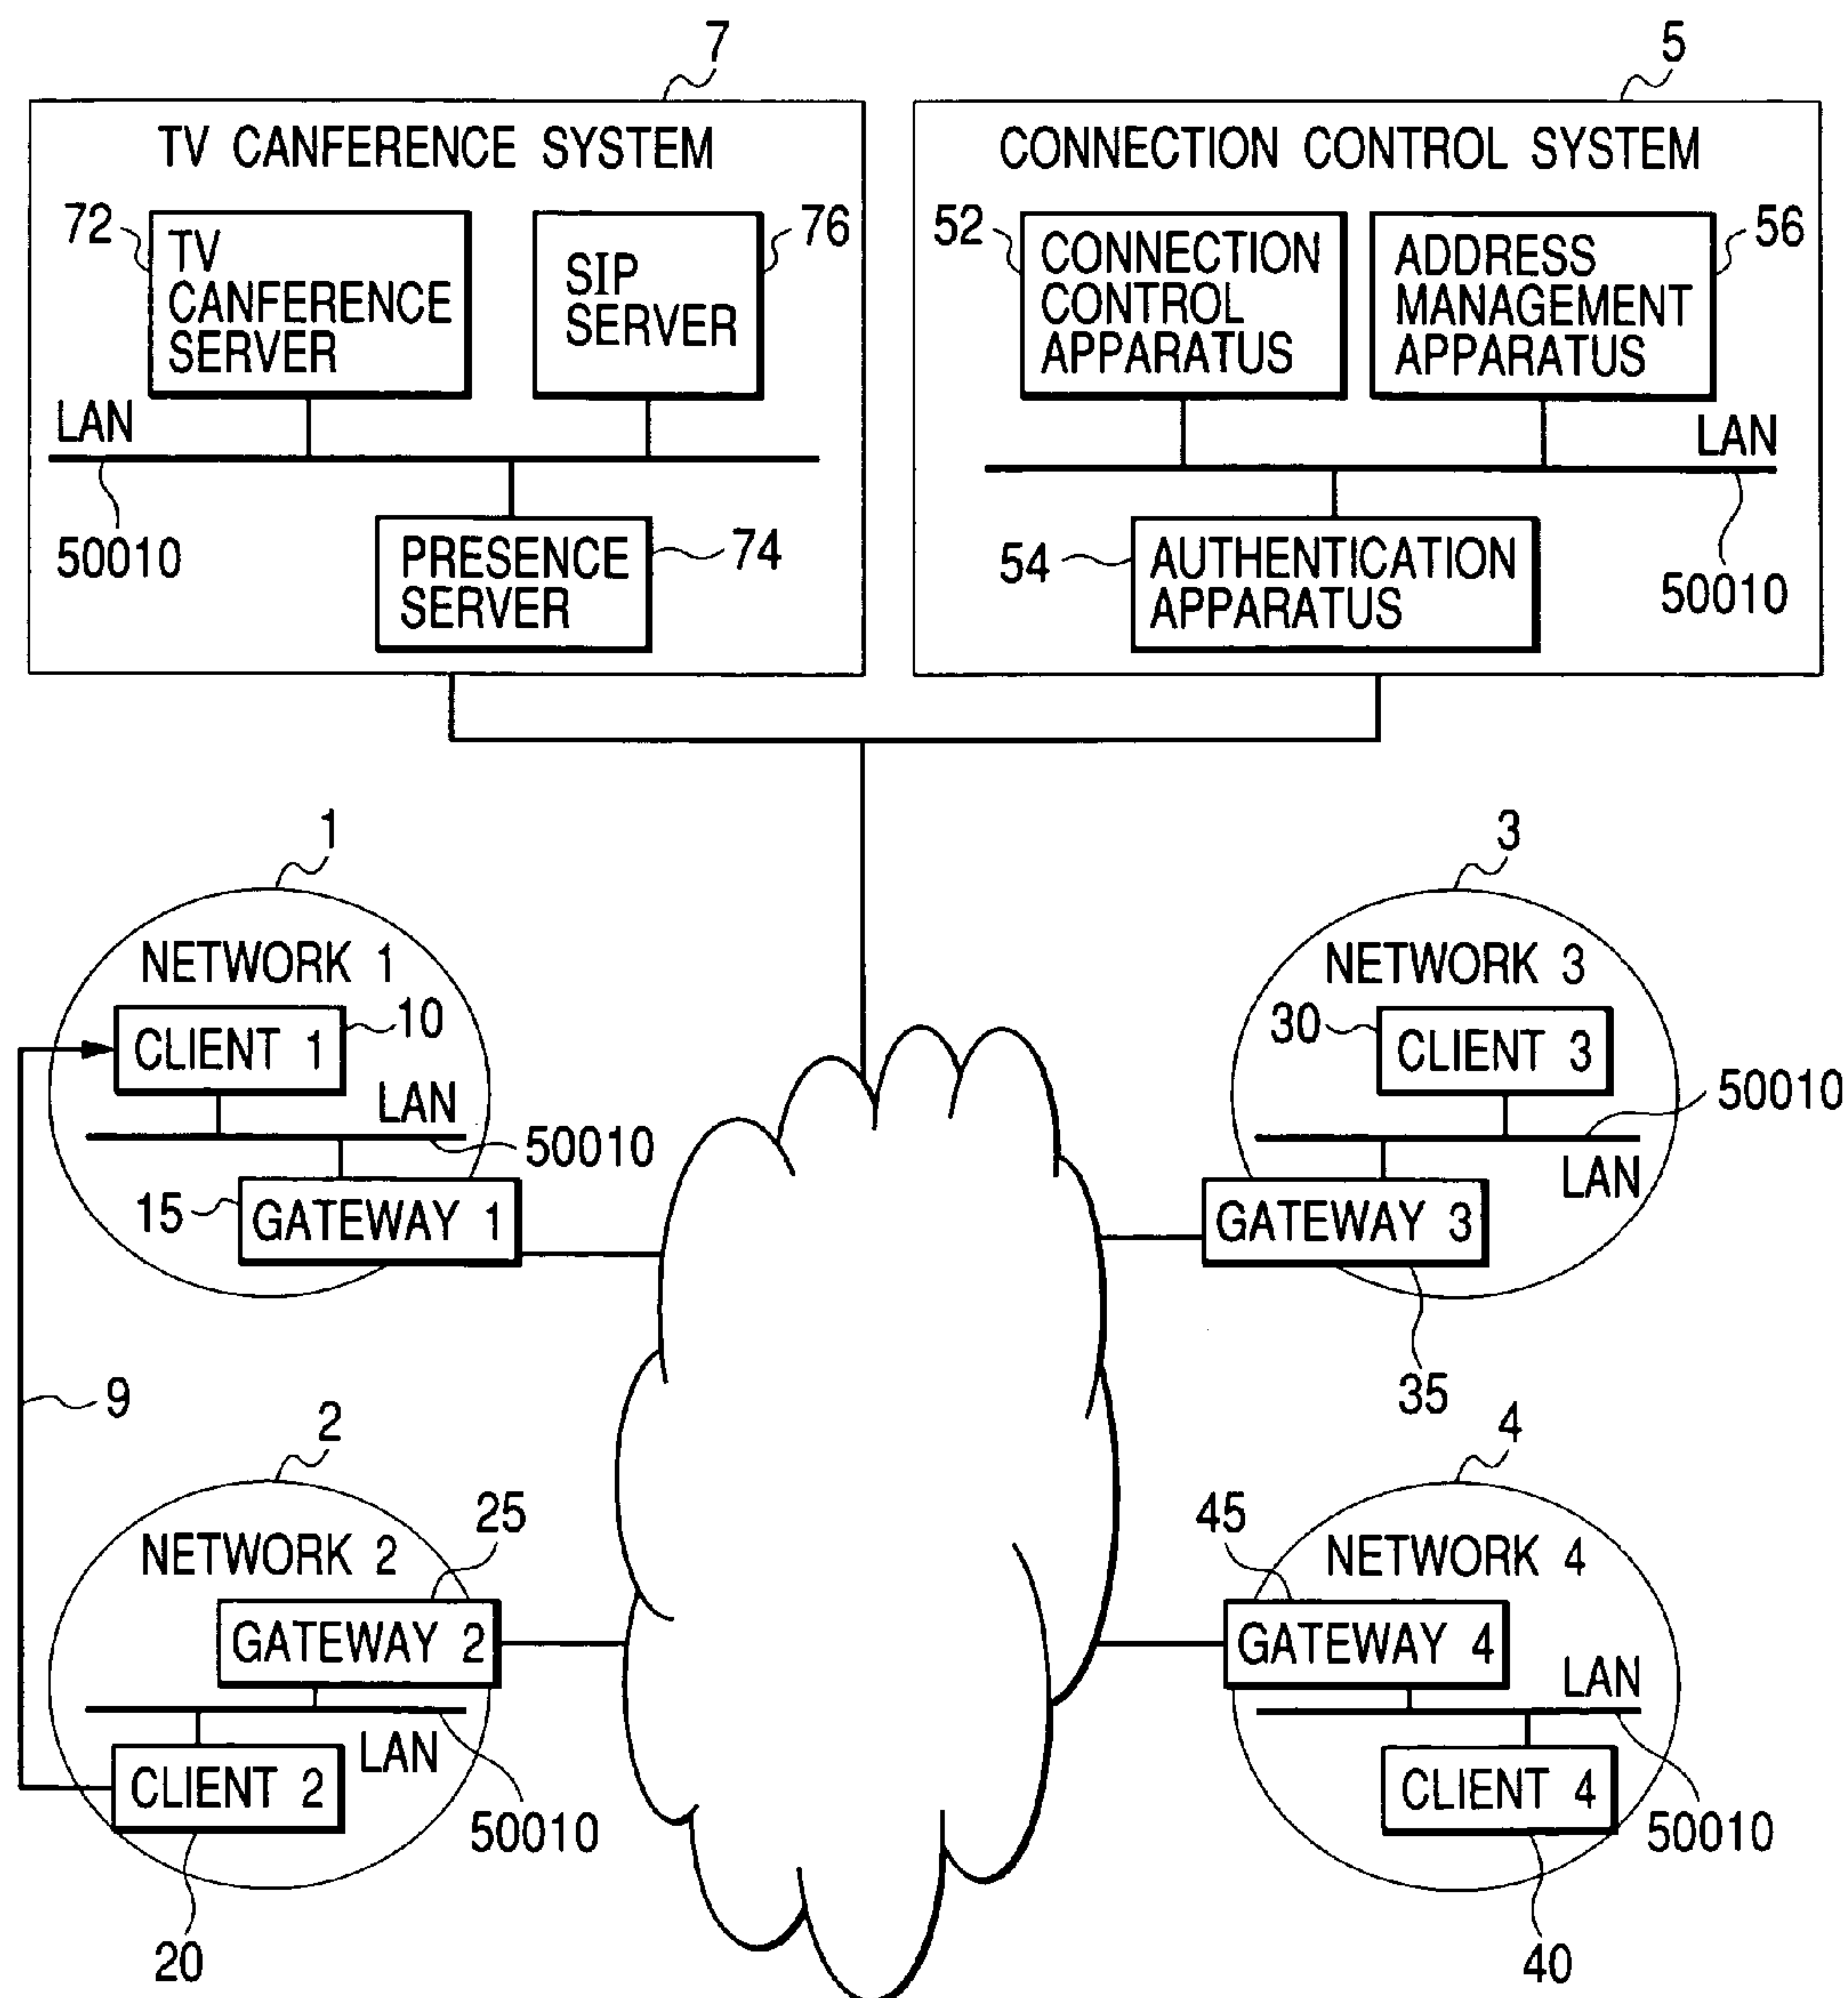 7
5
TV CANFERENCE SYSTEM
CONNECTION CONTROL SYSTEM
72
TV
CANFERENCE
SERVER
76
SIP
SERVER
LAN
50010
PRESENCE
SERVER
74
52
CONNECTION
CONTROL
APPARATUS
56
ADDRESS
MANAGEMENT
APPARATUS
LAN
50010
54
AUTHENTICATION
APPARATUS
1
NETWORK 1
CLIENT 1
10
LAN
50010
15
GATEWAY 1
3
NETWORK 3
30
CLIENT 3
50010
LAN
GATEWAY 3
35
9
2
NETWORK 2
25
GATEWAY 2
LAN
CLIENT 2
50010
20
4
45
NETWORK 4
GATEWAY 4
LAN
CLIENT 4
50010
40